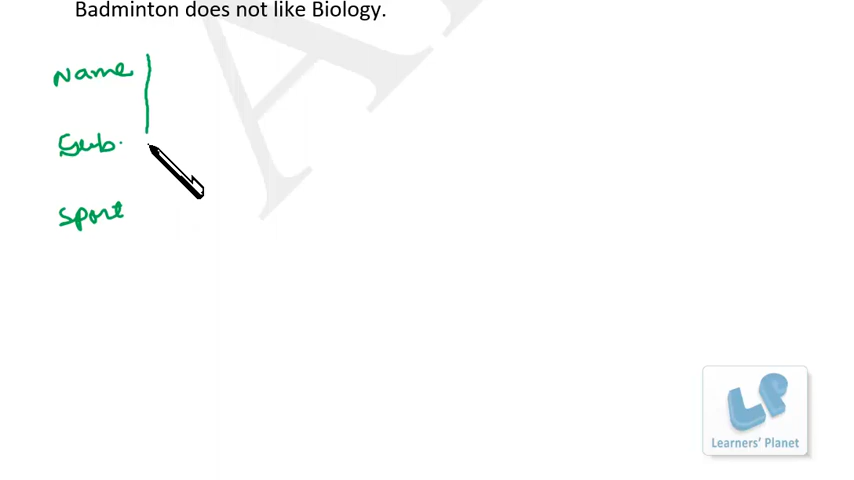 Badminton does not like Biology.
Name
Sub.
Sport
Learners' Planet